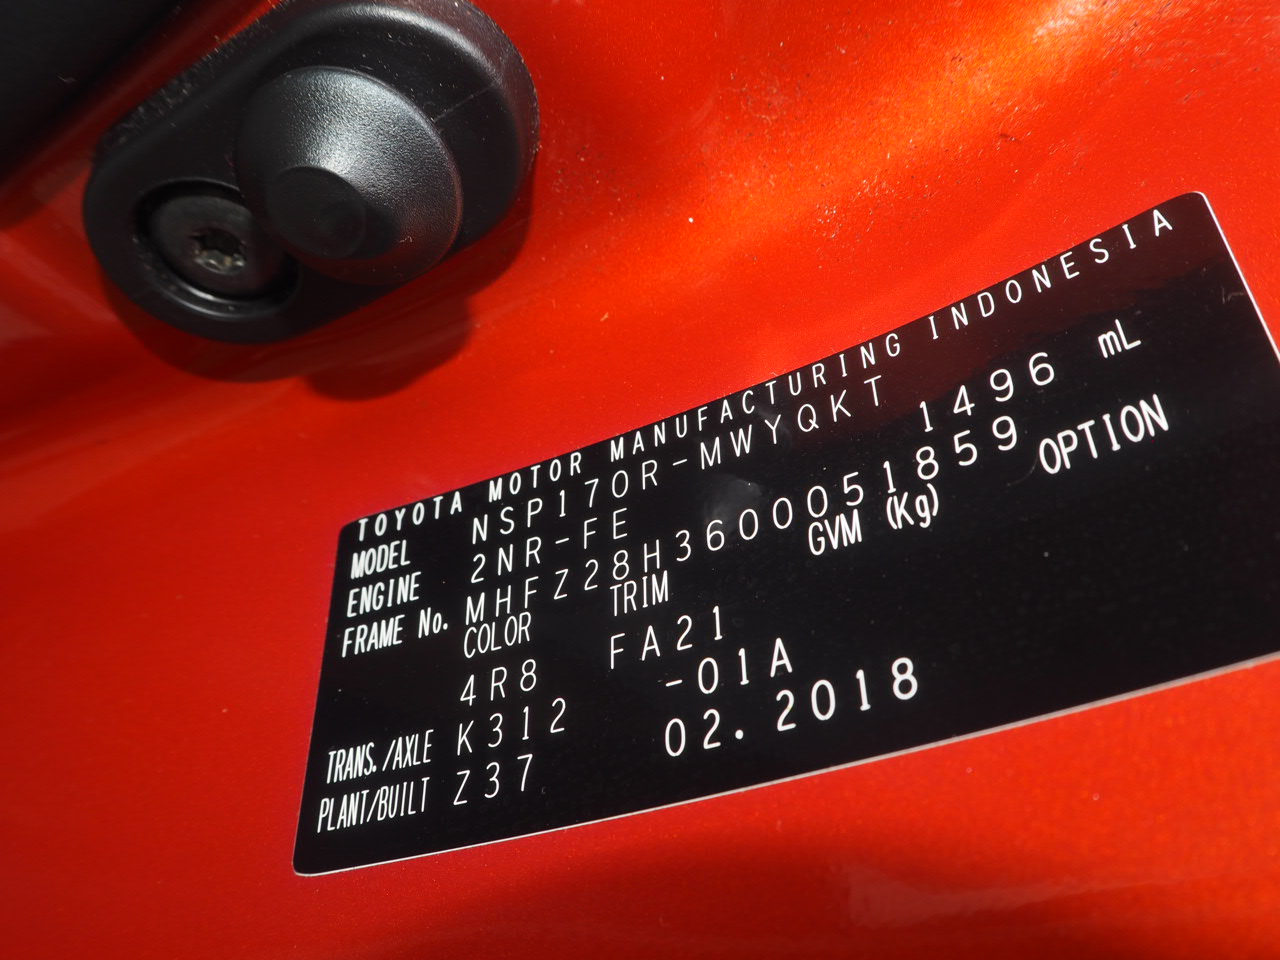 TOYOTA MOTOR MANUFACTURING INDONESIA
MODEL NSP170R-MWYQKT
ENGINE 2NR-FE 1496 mL
FRAME No. MHFZ28H3600051859
COLOR TRIM GVM (Kg) OPTION
4R8 FA21
TRANS./AXLE K312 -01A
PLANT/BUILT Z37 02.2018